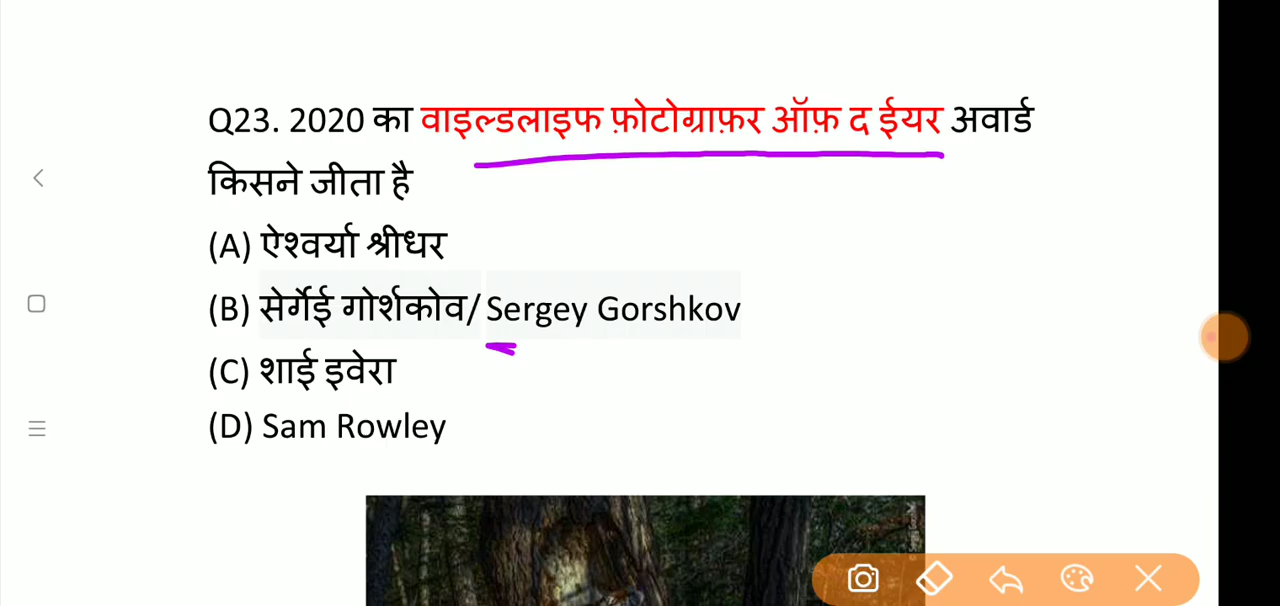 Q23. 2020 का वाइल्डलाइफ फ़ोटोग्राफ़र ऑफ़ द ईयर अवार्ड
किसने जीता है
(A) ऐश्वर्या श्रीधर
(B) सेर्गेई गोर्शकोव/ Sergey Gorshkov
(C) शाई इवेरा
(D) Sam Rowley